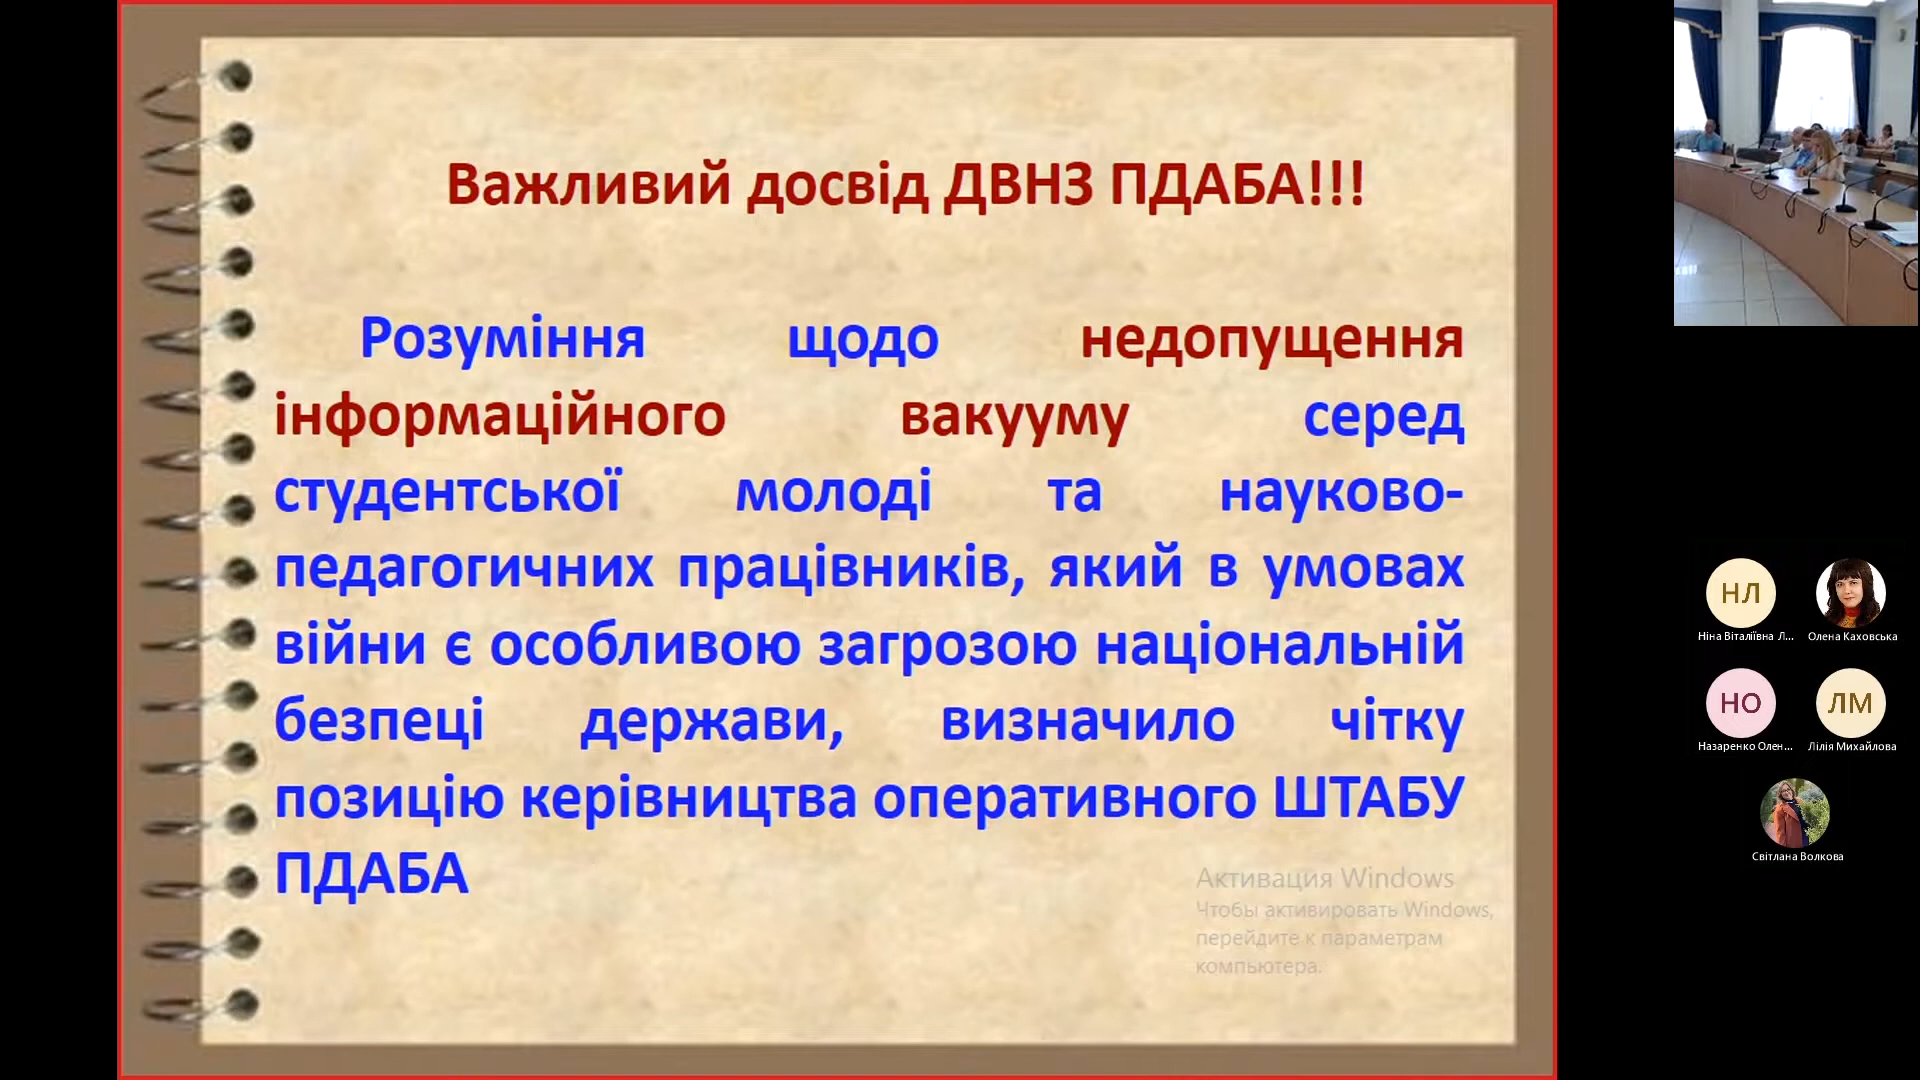 Важливий досвід ДВНЗ ПДАБА!!!
Розуміння щодо недопущення
інформаційного вакууму серед
студентської молоді та науково-
педагогичних працівників, який в умовах
війни є особливою загрозою національній
безпеці держави, визначило чітку
позицію керівництва оперативного ШТАБУ
ПДАБА
Активация Windows
Чтобы активировать Windows,
перейдите к параметрам
компьютера.
НЛ
Ніна Віталіївна Л...
Олена Каховська
НО
Назаренко Олен...
ЛМ
Лілія Михайлова
Світлана Волкова